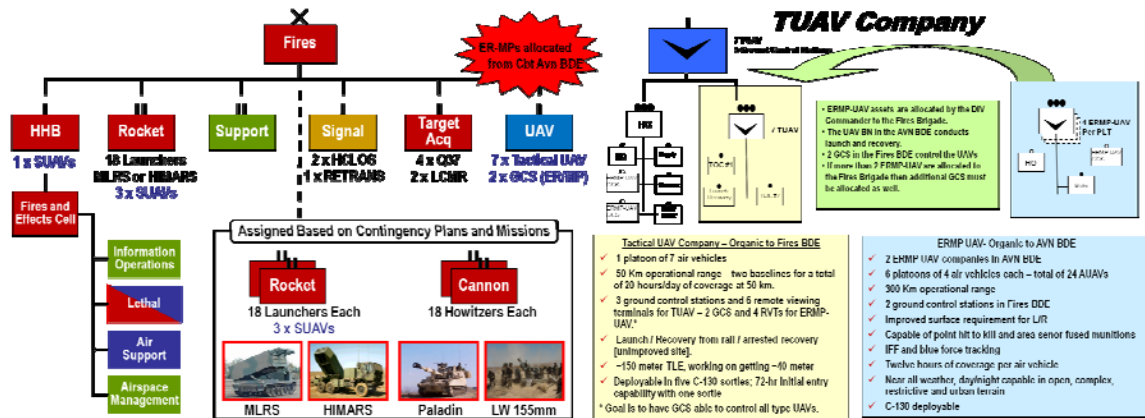 Fires
ER-MPs allocated
from Cbt Avn BDE
HHB
Rocket
Support
Signal
Target
Acq
UAV
1 x SUAVs
18 Launchers
MLRS or HIMARS
3 x SUAVs
2 x HCLOS
1 x RETRANS
4 x Q37
2 x LCMR
7 x Tactical UAV
2 x GCS (ER/MP)
Fires and
Effects Cell
Information
Operations
Lethal
Air
Support
Airspace
Management
Assigned Based on Contingency Plans and Missions
Rocket
18 Launchers Each
3 x SUAVs
Cannon
18 Howitzers Each
MLRS
HIMARS
Paladin
LW 155mm
TUAV Company
7 TUAV
HQ
7 TUAV
• ERMP-UAV assets are allocated by the DIV
Commander to the Fires Brigade.
• The UAV BN in the AVN BDE conducts
launch and recovery.
• 2 GCS in the Fires BDE control the UAVs
• If more than 2 ERMP-UAV are allocated to
the Fires Brigade then additional GCS must
be allocated as well.
4 ERMP-UAV
Per PLT
HQ
Tactical UAV Company – Organic to Fires BDE
✓ 1 platoon of 7 air vehicles
✓ 50 Km operational range – two baselines for a total
of 20 hours/day of coverage at 50 km.
✓ 3 ground control stations and 6 remote viewing
terminals for TUAV – 2 GCS and 4 RVTs for ERMP-
UAV.*
✓ Launch / Recovery from rail / arrested recovery
[unimproved site].
✓ ~150 meter TLE, working on getting ~40 meter
✓ Deployable in five C-130 sorties; 72-hr Initial entry
capability with one sortie
* Goal is to have GCS able to control all type UAVs.
ERMP UAV- Organic to AVN BDE
✓ 2 ERMP UAV companies in AVN BDE
✓ 6 platoons of 4 air vehicles each – total of 24 AUAVs
✓ 300 Km operational range
✓ 2 ground control stations in Fires BDE
✓ Improved surface requirement for L/R
✓ Capable of point hit to kill and area senor fused munitions
✓ IFF and blue force tracking
✓ Twelve hours of coverage per air vehicle
✓ Near all weather, day/night capable in open, complex,
restrictive and urban terrain
✓ C-130 deployable